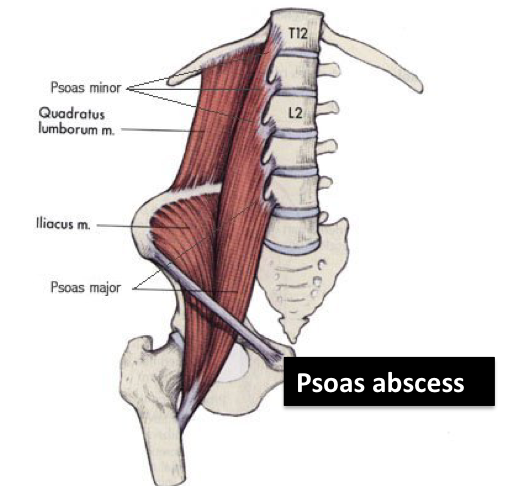 T12
Psoas minor
Quadratus
lumborum m.
L2
Iliacus m.
Psoas major
Psoas abscess